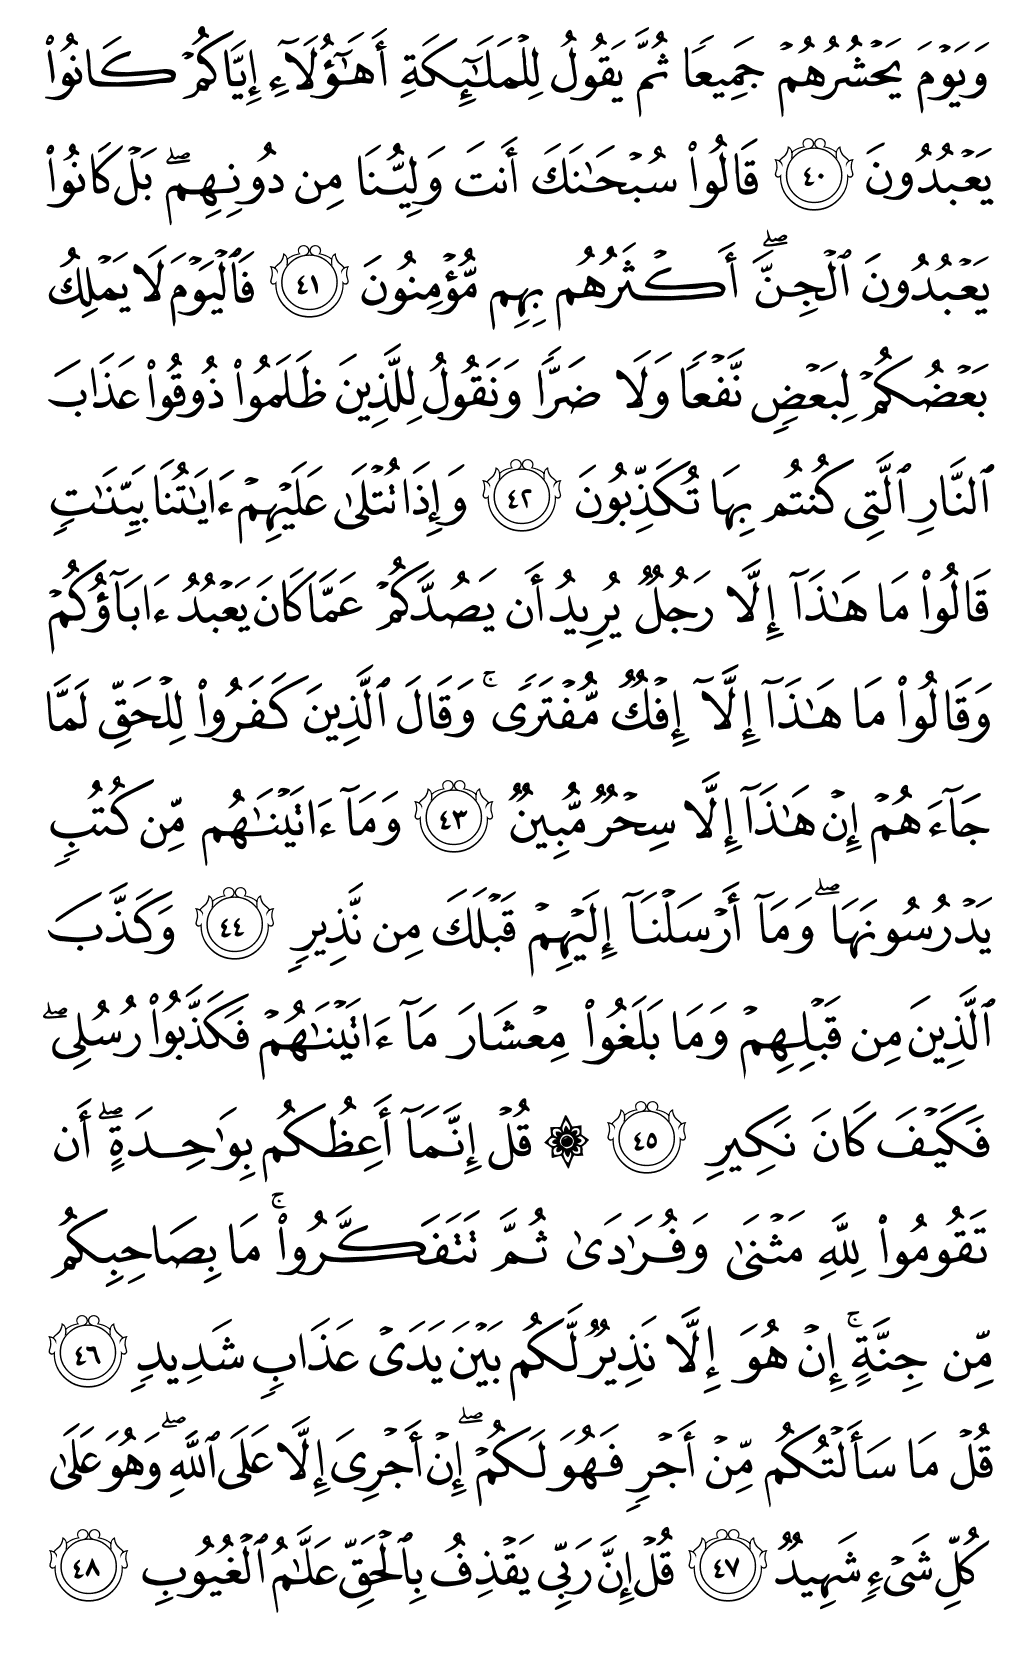 وَيَوۡمَ يَحۡشُرُهُمۡ جَمِيعٗا ثُمَّ يَقُولُ لِلۡمَلَٰٓئِكَةِ أَهَٰٓؤُلَآءِ إِيَّاكُمۡ كَانُواْ
يَعۡبُدُونَ ٤٠ قَالُواْ سُبۡحَٰنَكَ أَنتَ وَلِيُّنَا مِن دُونِهِمۖ بَلۡ كَانُواْ
يَعۡبُدُونَ ٱلۡجِنَّۖ أَكۡثَرُهُم بِهِم مُّؤۡمِنُونَ ٤١ فَٱلۡيَوۡمَ لَا يَمۡلِكُ
بَعۡضُكُمۡ لِبَعۡضٖ نَّفۡعٗا وَلَا ضَرّٗا وَنَقُولُ لِلَّذِينَ ظَلَمُواْ ذُوقُواْ عَذَابَ
ٱلنَّارِ ٱلَّتِي كُنتُم بِهَا تُكَذِّبُونَ ٤٢ وَإِذَا تُتۡلَىٰ عَلَيۡهِمۡ ءَايَٰتُنَا بَيِّنَٰتٖ
قَالُواْ مَا هَٰذَآ إِلَّا رَجُلٞ يُرِيدُ أَن يَصُدَّكُمۡ عَمَّا كَانَ يَعۡبُدُ ءَابَآؤُكُمۡ
وَقَالُواْ مَا هَٰذَآ إِلَّآ إِفۡكٞ مُّفۡتَرٗىۚ وَقَالَ ٱلَّذِينَ كَفَرُواْ لِلۡحَقِّ لَمَّا
جَآءَهُمۡ إِنۡ هَٰذَآ إِلَّا سِحۡرٞ مُّبِينٞ ٤٣ وَمَآ ءَاتَيۡنَٰهُم مِّن كُتُبٖ
يَدۡرُسُونَهَاۖ وَمَآ أَرۡسَلۡنَآ إِلَيۡهِمۡ قَبۡلَكَ مِن نَّذِيرٖ ٤٤ وَكَذَّبَ
ٱلَّذِينَ مِن قَبۡلِهِمۡ وَمَا بَلَغُواْ مِعۡشَارَ مَآ ءَاتَيۡنَٰهُمۡ فَكَذَّبُواْ رُسُلِيۖ
فَكَيۡفَ كَانَ نَكِيرِ ٤٥ ۞ قُلۡ إِنَّمَآ أَعِظُكُم بِوَٰحِدَةٍۖ أَن
تَقُومُواْ لِلَّهِ مَثۡنَىٰ وَفُرَٰدَىٰ ثُمَّ تَتَفَكَّرُواْۚ مَا بِصَاحِبِكُم
مِّن جِنَّةٍۚ إِنۡ هُوَ إِلَّا نَذِيرٞ لَّكُم بَيۡنَ يَدَيۡ عَذَابٖ شَدِيدٖ ٤٦
قُلۡ مَا سَأَلۡتُكُم مِّنۡ أَجۡرٖ فَهُوَ لَكُمۡۖ إِنۡ أَجۡرِيَ إِلَّا عَلَى ٱللَّهِۖ وَهُوَ عَلَىٰ
كُلِّ شَيۡءٖ شَهِيدٞ ٤٧ قُلۡ إِنَّ رَبِّي يَقۡذِفُ بِٱلۡحَقِّ عَلَّٰمُ ٱلۡغُيُوبِ ٤٨